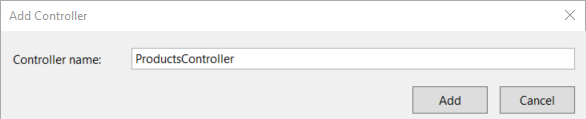 Add Controller
Controller name:
ProductsController
Add
Cancel